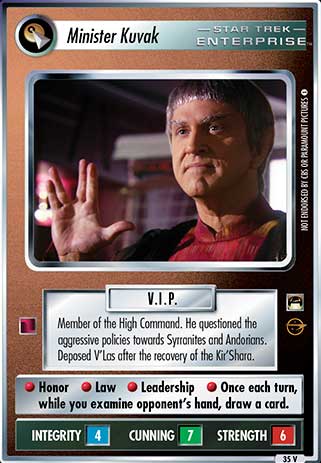 Minister Kuvak
STAR TREK
ENTERPRISE™
NOT ENDORSED BY CBS OR PARAMOUNT PICTURES
V.I.P.
Member of the High Command. He questioned the
aggressive policies towards Syrranites and Andorians.
Deposed V'Las after the recovery of the Kir'Shara.
• Honor • Law • Leadership • Once each turn,
while you examine opponent's hand, draw a card.
INTEGRITY 4 CUNNING 7 STRENGTH 6
35 V